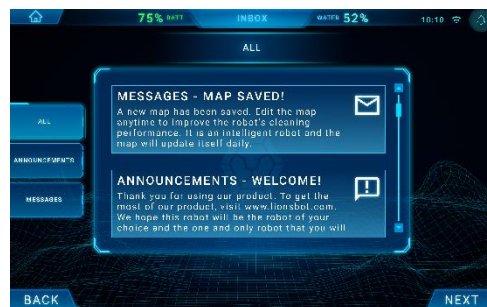 75% BATT
INBOX
WATER 52%
10:10
ALL
ALL
ANNOUNCEMENTS
MESSAGES
MESSAGES - MAP SAVED!
A new map has been saved. Edit the map
anytime to improve the robot's cleaning
performance. It is an intelligent robot and the
map will update itself daily.
ANNOUNCEMENTS - WELCOME!
Thank you for using our product. To get the
most of our product, visit www.lionsbot.com.
We hope this robot will be the robot of your
choice and the one and only robot that you will
BACK
NEXT